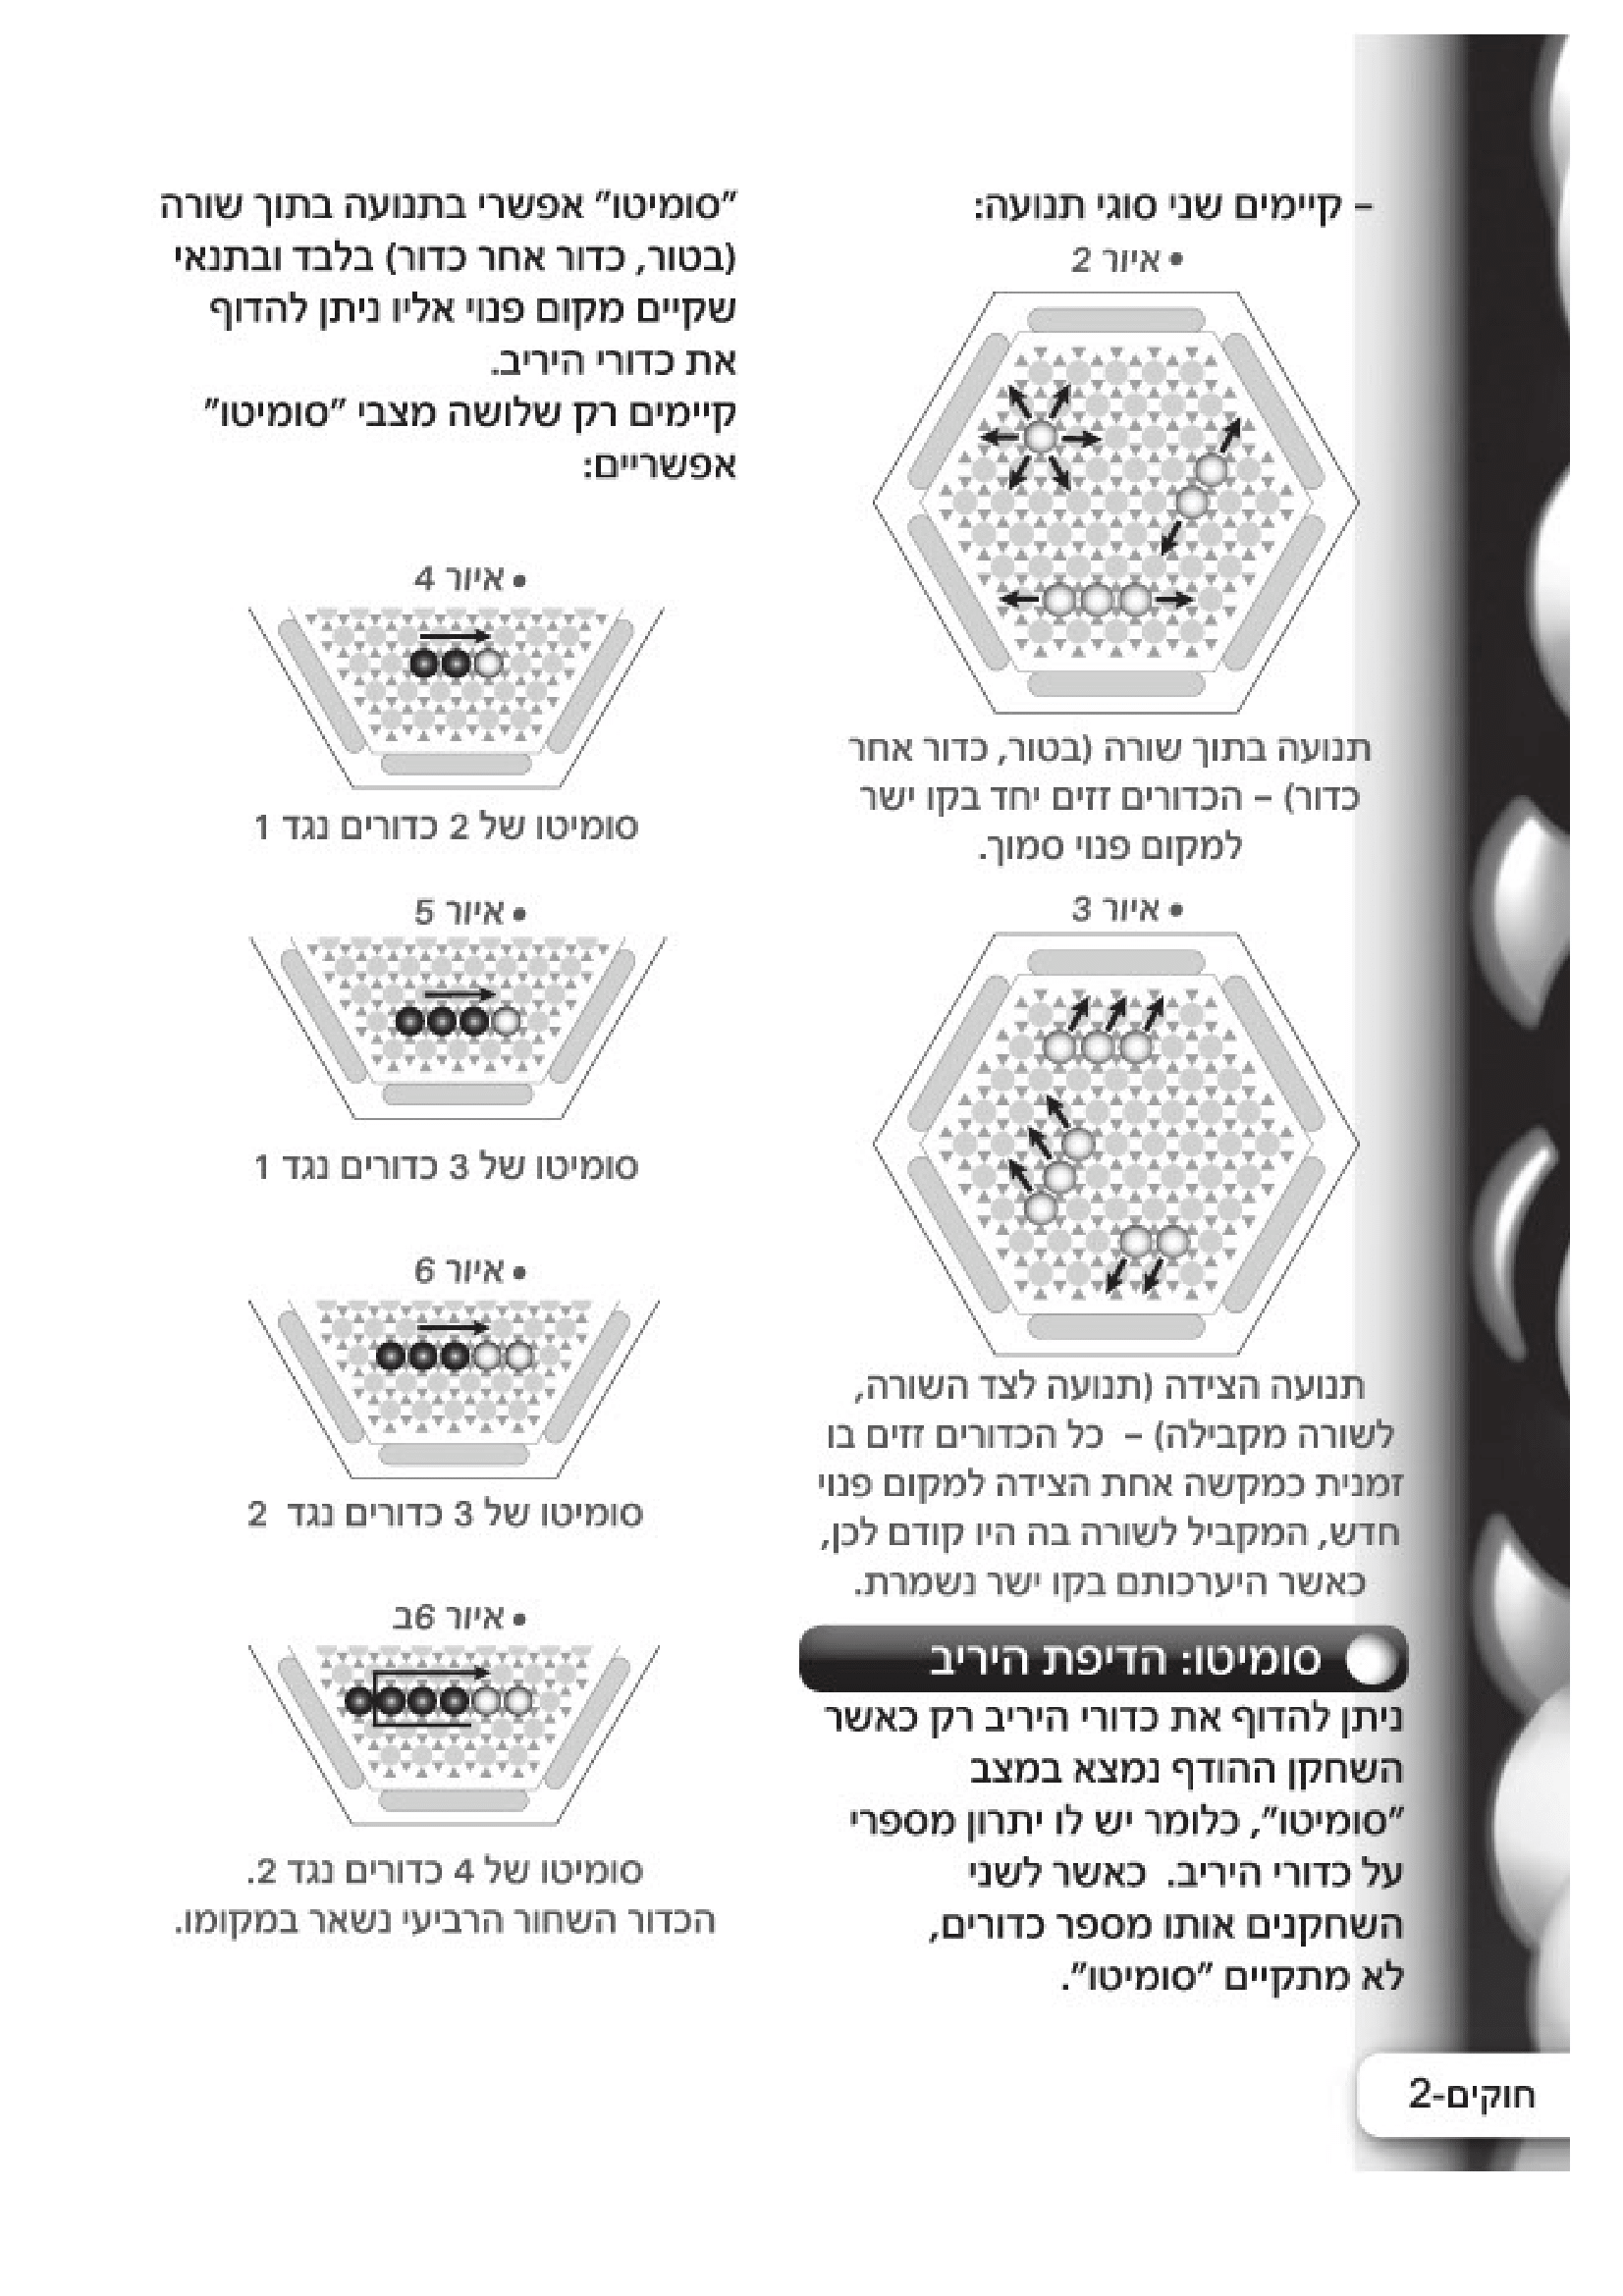 – קיימים שני סוגי תנועה:
• איור 2
תנועה בתוך שורה (בטור, כדור אחר
כדור) – הכדורים זזים יחד בקו ישר
למקום פנוי סמוך.
• איור 3
תנועה הצידה (תנועה לצד השורה,
לשורה מקבילה) – כל הכדורים זזים בו
זמנית כמקשה אחת הצידה למקום פנוי
חדש, המקביל לשורה בה היו קודם לכן,
כאשר היערכותם בקו ישר נשמרת.
סומיטו: הדיפת היריב
ניתן להדוף את כדורי היריב רק כאשר
השחקן ההודף נמצא במצב
"סומיטו", כלומר יש לו יתרון מספרי
על כדורי היריב. כאשר לשני
השחקנים אותו מספר כדורים,
לא מתקיים "סומיטו".
"סומיטו" אפשרי בתנועה בתוך שורה
(בטור, כדור אחר כדור) בלבד ובתנאי
שקיים מקום פנוי אליו ניתן להדוף
את כדורי היריב.
קיימים רק שלושה מצבי "סומיטו"
אפשריים:
• איור 4
סומיטו של 2 כדורים נגד 1
• איור 5
סומיטו של 3 כדורים נגד 1
• איור 6
סומיטו של 3 כדורים נגד 2
• איור 6ב
סומיטו של 4 כדורים נגד 2.
הכדור השחור הרביעי נשאר במקומו.
חוקים-2